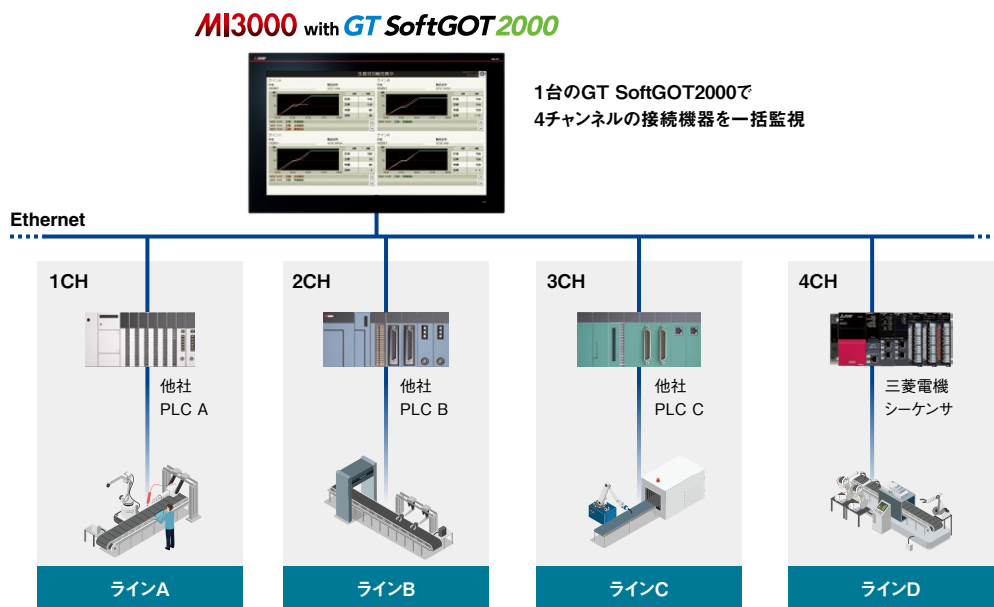 MI3000 with GT SoftGOT2000
1台のGT SoftGOT2000で
4チャンネルの接続機器を一括監視
Ethernet
1CH
2CH
3CH
4CH
他社
PLC A
他社
PLC B
他社
PLC C
三菱電機
シーケンサ
ラインA
ラインB
ラインC
ラインD